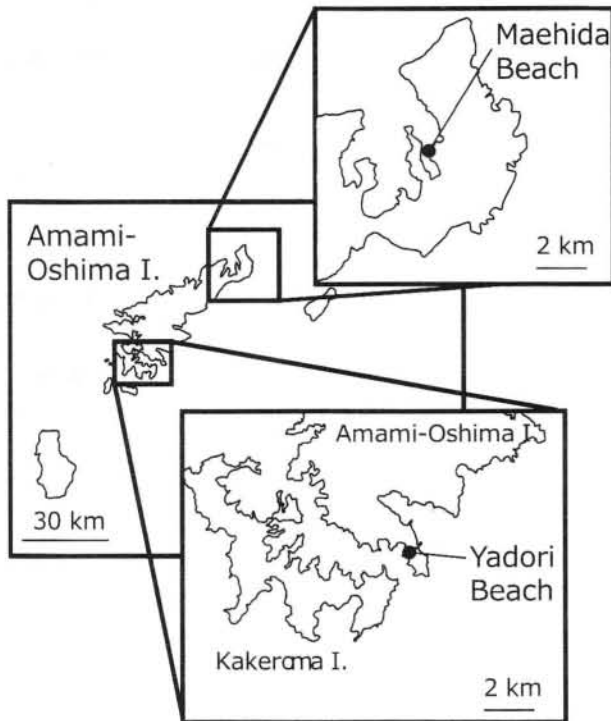 Maehida
Beach
2 km
Amami-
Oshima I.
30 km
Amami-Oshima I.
Yadori
Beach
Kakeroma I.
2 km